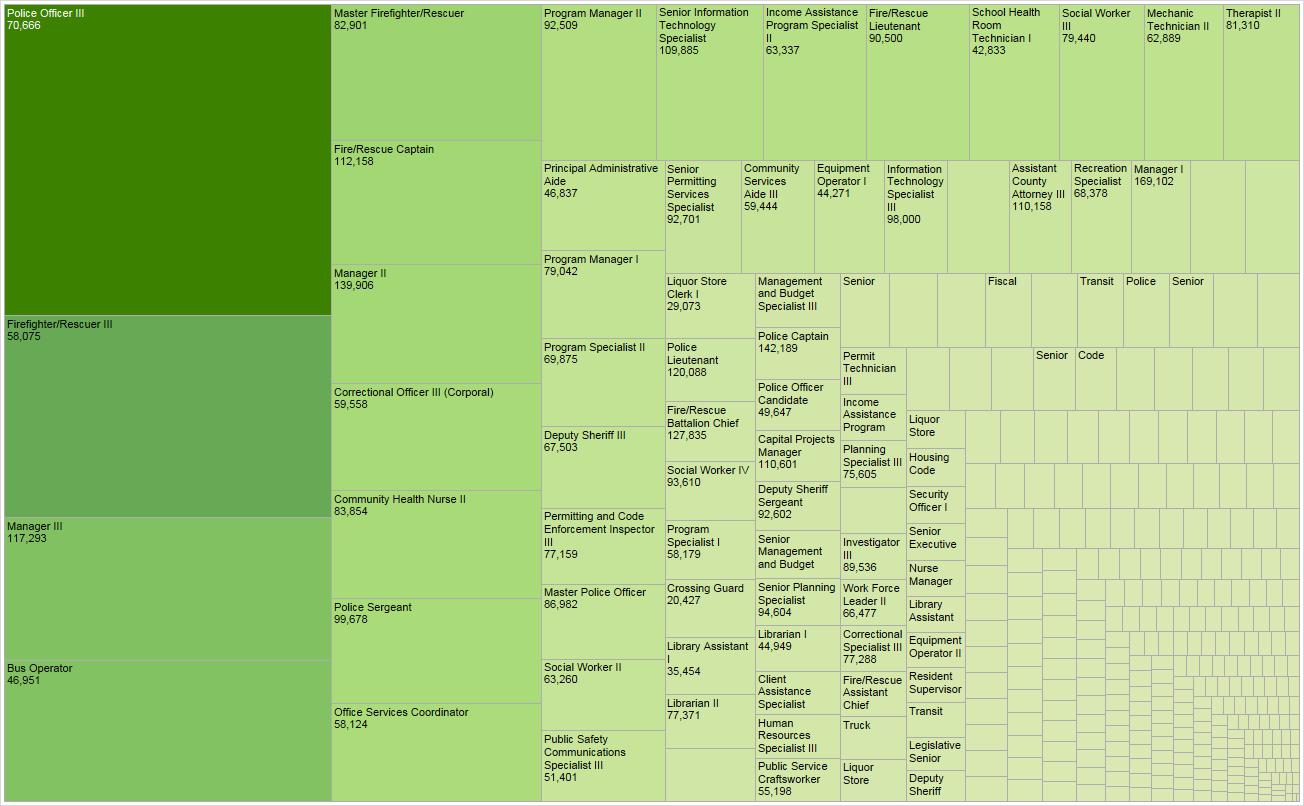 Police Officer III
70,666
Firefighter/Rescuer III
58,075
Manager III
117,293
Bus Operator
46,951
Master Firefighter/Rescuer
82,901
Fire/Rescue Captain
112,158
Manager II
139,906
Correctional Officer III (Corporal)
59,558
Community Health Nurse II
83,854
Police Sergeant
99,678
Office Services Coordinator
58,124
Program Manager II
92,509
Senior Information
Technology
Specialist
109,885
Income Assistance
Program Specialist
II
63,337
Fire/Rescue
Lieutenant
90,500
School Health
Room
Technician I
42,833
Social Worker
III
79,440
Mechanic
Technician II
62,889
Therapist II
81,310
Principal Administrative
Aide
46,837
Program Manager I
79,042
Program Specialist II
69,875
Deputy Sheriff III
67,503
Permitting and Code
Enforcement Inspector
III
77,159
Master Police Officer
86,982
Social Worker II
63,260
Public Safety
Communications
Specialist III
51,401
Senior
Permitting
Services
Specialist
92,701
Community
Services
Aide III
59,444
Equipment
Operator I
44,271
Information
Technology
Specialist
III
98,000
Assistant
County
Attorney III
110,158
Recreation
Specialist
68,378
Manager I
169,102
Liquor Store
Clerk I
29,073
Police
Lieutenant
120,088
Fire/Rescue
Battalion Chief
127,835
Social Worker IV
93,610
Program
Specialist I
58,179
Crossing Guard
20,427
Library Assistant
I
35,454
Librarian II
77,371
Management
and Budget
Specialist III
Police Captain
142,189
Police Officer
Candidate
49,647
Capital Projects
Manager
110,601
Deputy Sheriff
Sergeant
92,602
Senior
Management
and Budget
Senior Planning
Specialist
94,604
Librarian I
44,949
Client
Assistance
Specialist
Human
Resources
Specialist III
Public Service
Craftsworker
55,198
Senior
Fiscal
Transit
Police
Senior
Permit
Technician
III
Income
Assistance
Program
Planning
Specialist III
75,605
Investigator
III
89,536
Work Force
Leader II
66,477
Correctional
Specialist III
77,288
Fire/Rescue
Assistant
Chief
Truck
Liquor
Store
Senior
Code
Liquor
Store
Housing
Code
Security
Officer I
Senior
Executive
Nurse
Manager
Library
Assistant
Equipment
Operator II
Resident
Supervisor
Transit
Legislative
Senior
Deputy
Sheriff